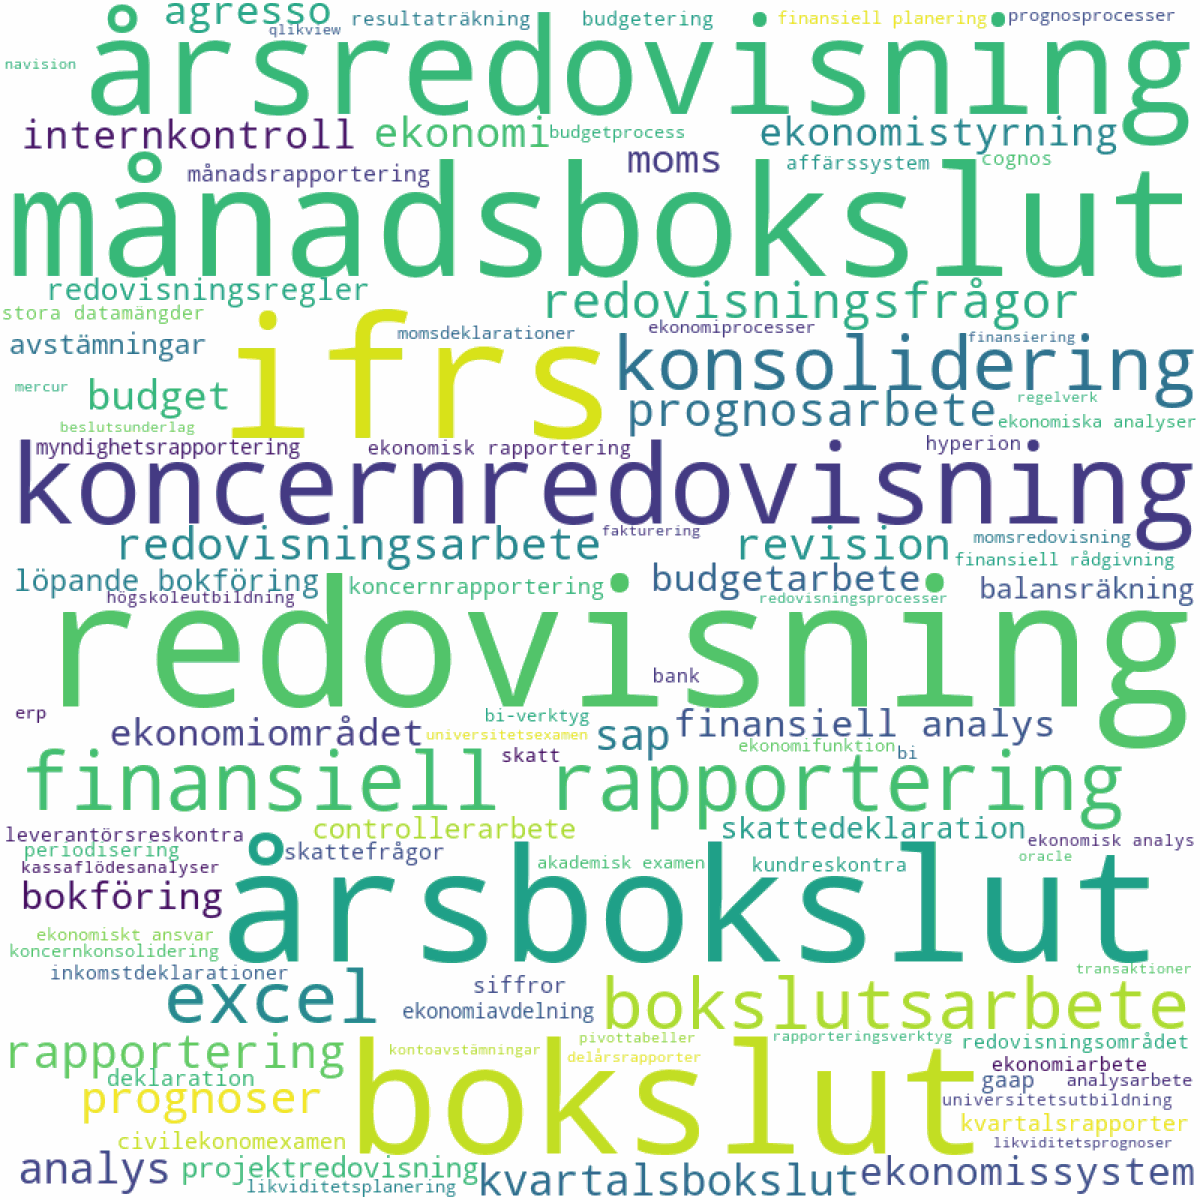 agresso resultaträkning budgetering finansiell planering prognosprocesser
qlikview
årsredovisning
navision
internkontroll ekonomi budgetprocess ekonomistyrning
moms affärssystem cognos
månadsrapportering
månadsbokslut
redovisningsregler redovisningsfrågor
stora datamängder
ifrs
momsdeklarationer ekonomiprocesser
avstämningar konsolidering finansiering
mercur budget prognosarbete regelverk
beslutsunderlag ekonomiska analyser
myndighetsrapportering ekonomisk rapportering hyperion
koncernredovisning
fakturering
redovisningsarbete revision momsredovisning
finansiell rådgivning
löpande bokföring koncernrapportering budgetarbete balansräkning
högskoleutbildning redovisningsprocesser
redovisning
bank
erp bi-verktyg
ekonomiområdet universitetsexamen sap finansiell analys
skatt ekonomifunktion bi
finansiell rapportering
leverantörsreskontra controllerarbete skattedeklaration ekonomisk analys
periodisering skattefrågor akademisk examen kundreskontra oracle
kassaflödesanalyser
bokföring årsbokslut
ekonomiskt ansvar
koncernkonsolidering
inkomstdeklarationer transaktioner
excel siffror bokslutsarbete
ekonomiavdelning
rapportering kontoavstämningar pivottabeller rapporteringsverktyg redovisningsområdet
delårsrapporter ekonomiarbete
deklaration bokslut gaap analysarbete
prognoser universitetsutbildning
kvartalsrapporter
civilekonomexamen likviditetsprognoser
analys projektredovisning kvartalsbokslut ekonomissystem
likviditetsplanering